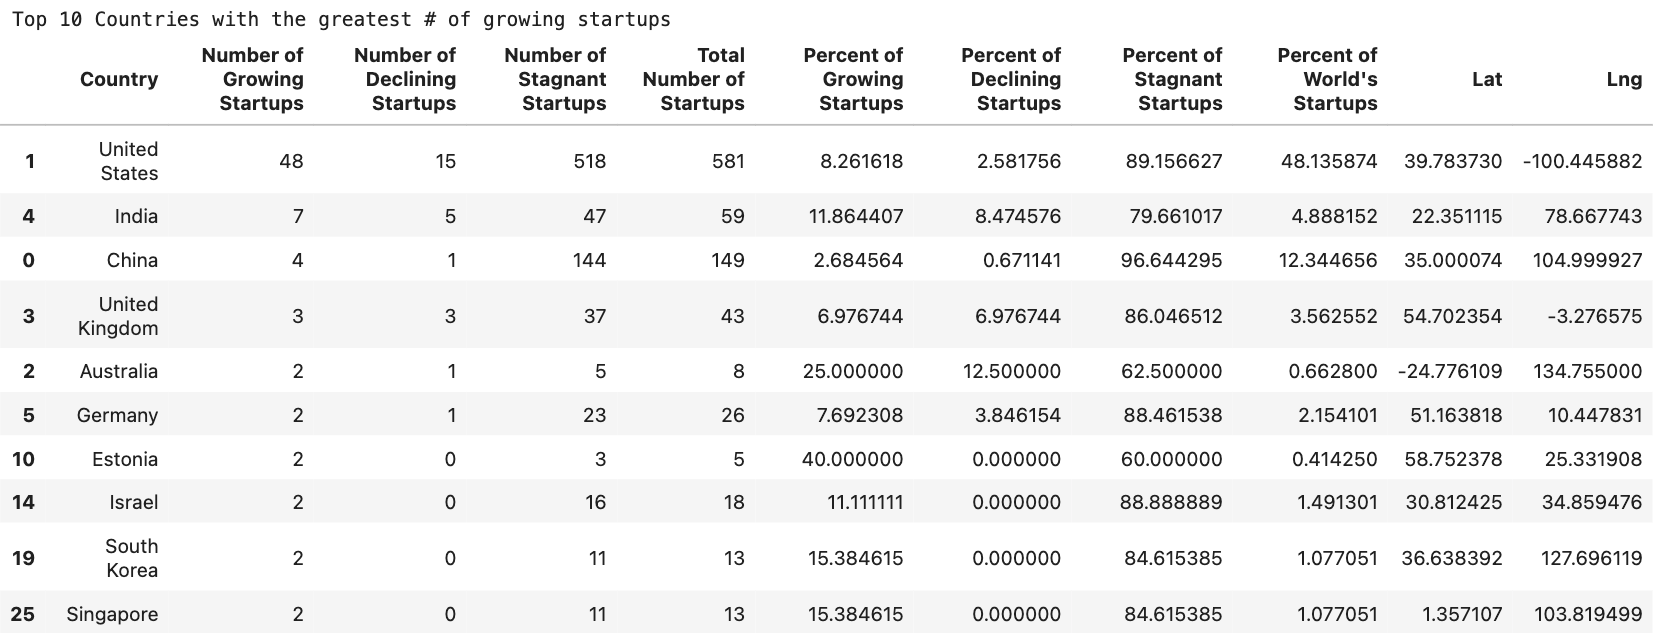 Top 10 Countries with the greatest # of growing startups
Country Number of Growing Startups Number of Declining Startups Number of Stagnant Startups Total Number of Startups Percent of Growing Startups Percent of Declining Startups Percent of Stagnant Startups Percent of World's Startups Lat Lng
1 United States 48 15 518 581 8.261618 2.581756 89.156627 48.135874 39.783730 -100.445882
4 India 7 5 47 59 11.864407 8.474576 79.661017 4.888152 22.351115 78.667743
0 China 4 1 144 149 2.684564 0.671141 96.644295 12.344656 35.000074 104.999927
3 United Kingdom 3 3 37 43 6.976744 6.976744 86.046512 3.562552 54.702354 -3.276575
2 Australia 2 1 5 8 25.000000 12.500000 62.500000 0.662800 -24.776109 134.755000
5 Germany 2 1 23 26 7.692308 3.846154 88.461538 2.154101 51.163818 10.447831
10 Estonia 2 0 3 5 40.000000 0.000000 60.000000 0.414250 58.752378 25.331908
14 Israel 2 0 16 18 11.111111 0.000000 88.888889 1.491301 30.812425 34.859476
19 South Korea 2 0 11 13 15.384615 0.000000 84.615385 1.077051 36.638392 127.696119
25 Singapore 2 0 11 13 15.384615 0.000000 84.615385 1.077051 1.357107 103.819499